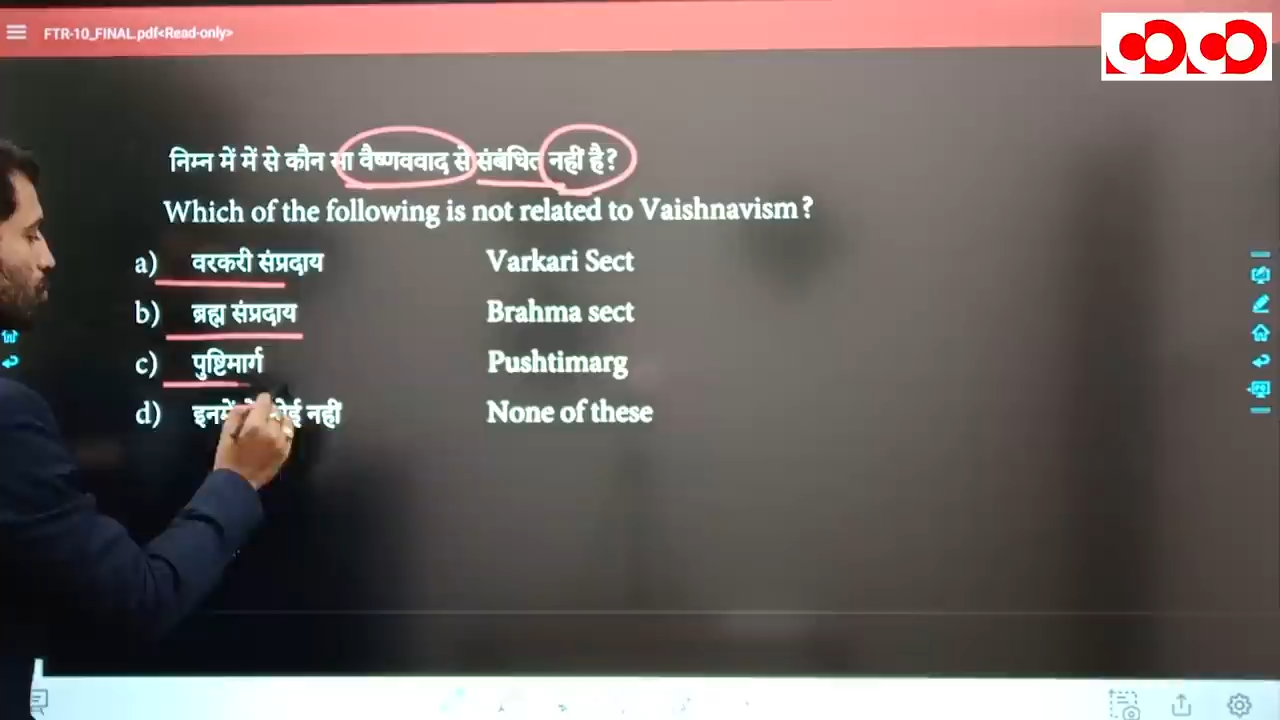 FTR-10_FINAL.pdf<Read-only>
निम्न में में से कौन सा वैष्णववाद से संबंधित नहीं है?
Which of the following is not related to Vaishnavism?
a) वरकरी संप्रदाय Varkari Sect
b) ब्रह्म संप्रदाय Brahma sect
c) पुष्टिमार्ग Pushtimarg
d) इनमें नहीं None of these